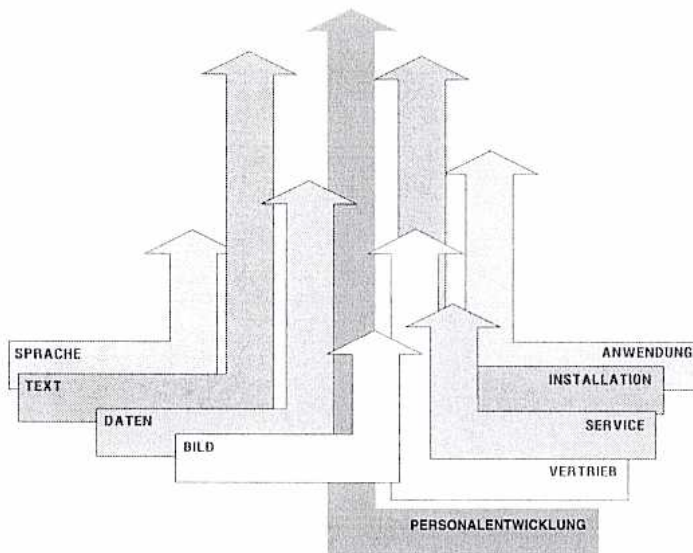 SPRACHE
TEXT
DATEN
BILD
ANWENDUNG
INSTALLATION
SERVICE
VERTRIEB
PERSONALENTWICKLUNG